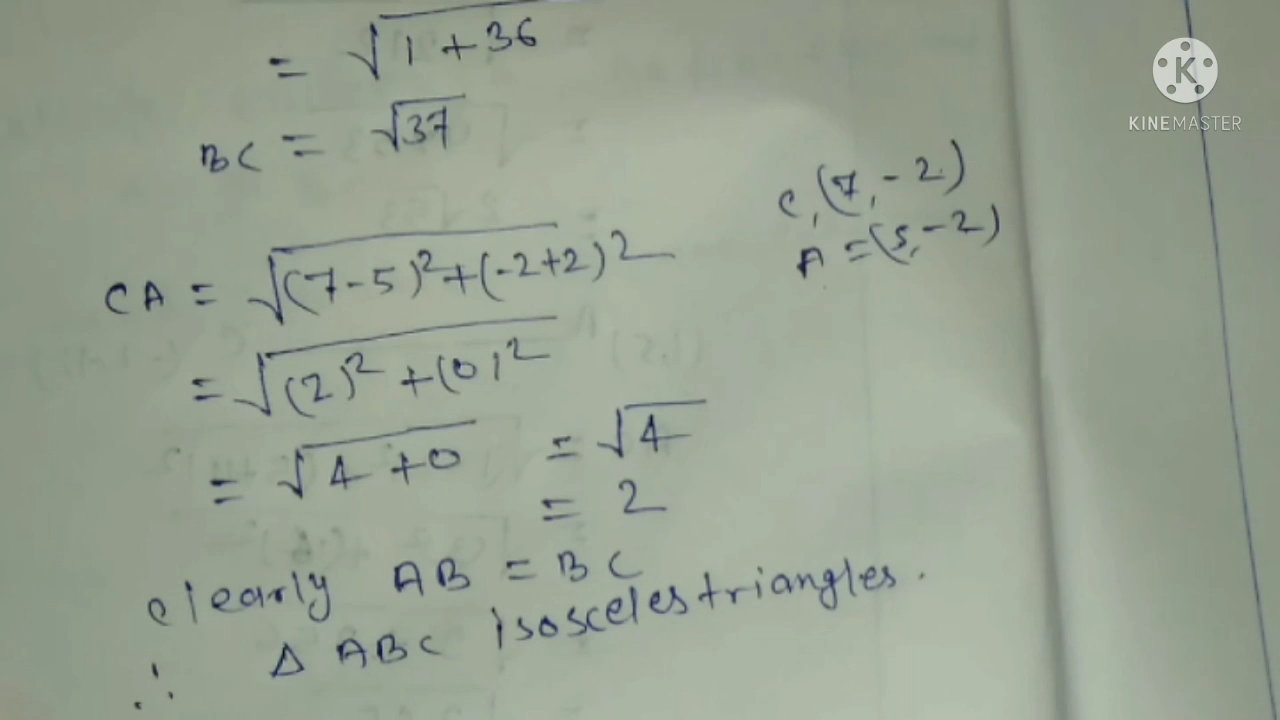 = √1 + 36
BC = √37
C, (7, -2)
A = (5, -2)
CA = √(7-5)² + (-2+2)²
= √(2)² + (0)²
= √4 + 0 = √4
= 2
clearly AB = BC
∴ Δ ABC isosceles triangles.
K
KINEMASTER